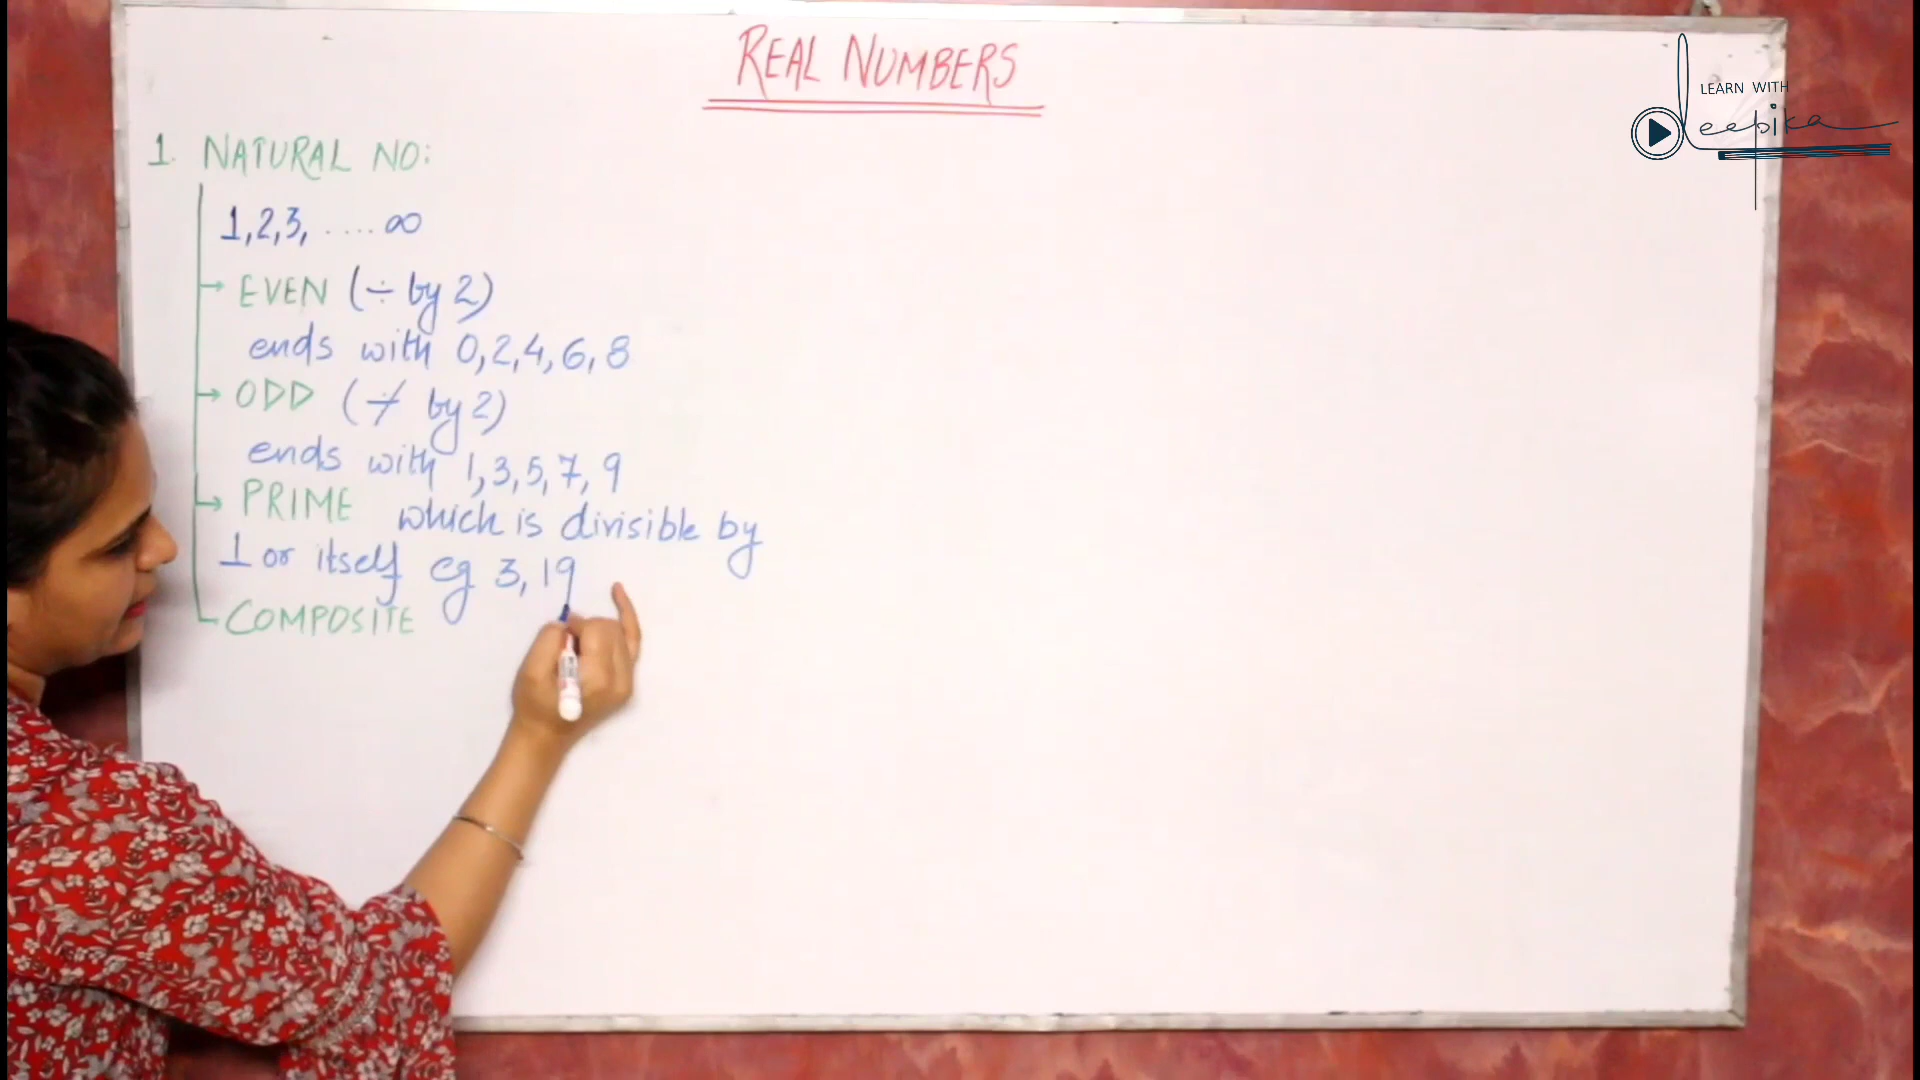 REAL NUMBERS
LEARN WITH
Deepika
1. NATURAL NO:
1,2,3, ..... ∞
EVEN (÷ by 2)
ends with 0,2,4,6,8
ODD (÷̸ by 2)
ends with 1,3,5,7,9
PRIME which is divisible by
1 or itself eg 3,19
COMPOSITE